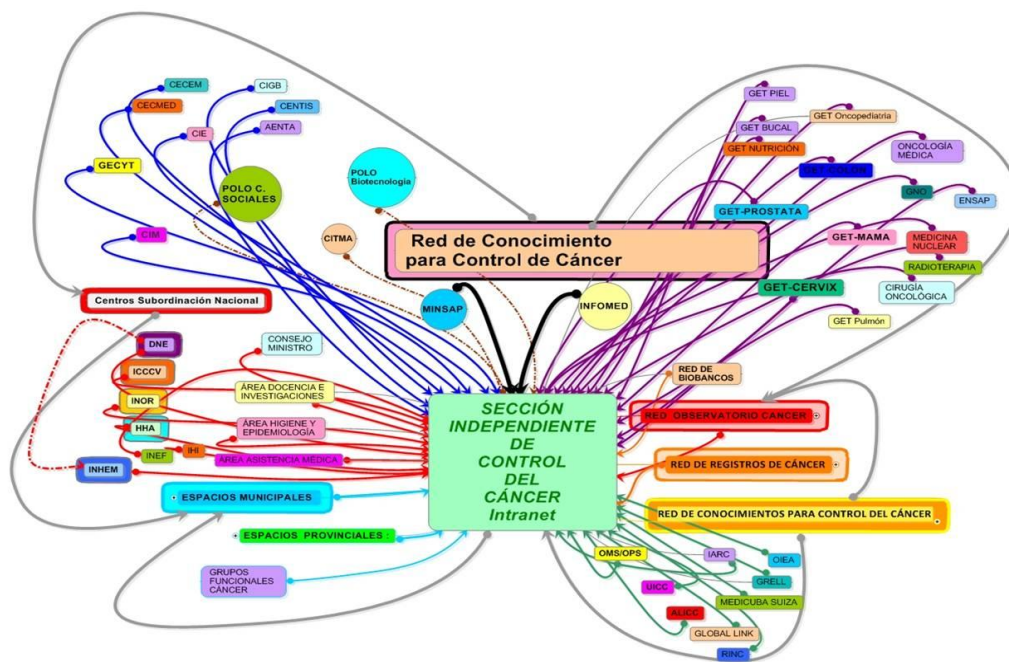 CECEM
CIGB
CECMED
CENTIS
CIE
AENTA
GECYT
POLO C.
SOCIALES
CIM
POLO
Biotecnología
CITMA
Red de Conocimiento
para Control de Cáncer
MINSAP
INFOMED
GET PIEL
GET Oncopediatria
GET BUCAL
GET NUTRICIÓN
ONCOLOGÍA
MÉDICA
GET-COLON
GNO
ENSAP
GET-PROSTATA
GET-MAMA
MEDICINA
NUCLEAR
RADIOTERAPIA
GET-CERVIX
CIRUGÍA
ONCOLÓGICA
GET Pulmón
Centros Subordinación Nacional
DNE
CONSEJO
MINISTRO
ICCCV
ÁREA DOCENCIA E
INVESTIGACIONES
INOR
HHA
ÁREA HIGIENE Y
EPIDEMIOLOGÍA
INEF
IHI
AREA ASISTENCIA MÉDICA
INHEM
ESPACIOS MUNICIPALES
ESPACIOS PROVINCIALES :
GRUPOS
FUNCIONALES
CÁNCER
SECCIÓN
INDEPENDIENTE
DE
CONTROL
DEL
CÁNCER
Intranet
RED DE
BIOBANCOS
RED OBSERVATORIO CANCER
RED DE REGISTROS DE CÁNCER
RED DE CONOCIMIENTOS PARA CONTROL DEL CÁNCER
OMS/OPS
IARC
OIEA
UICC
GRELL
MEDICUBA SUIZA
ALICC
GLOBAL LINK
RINC